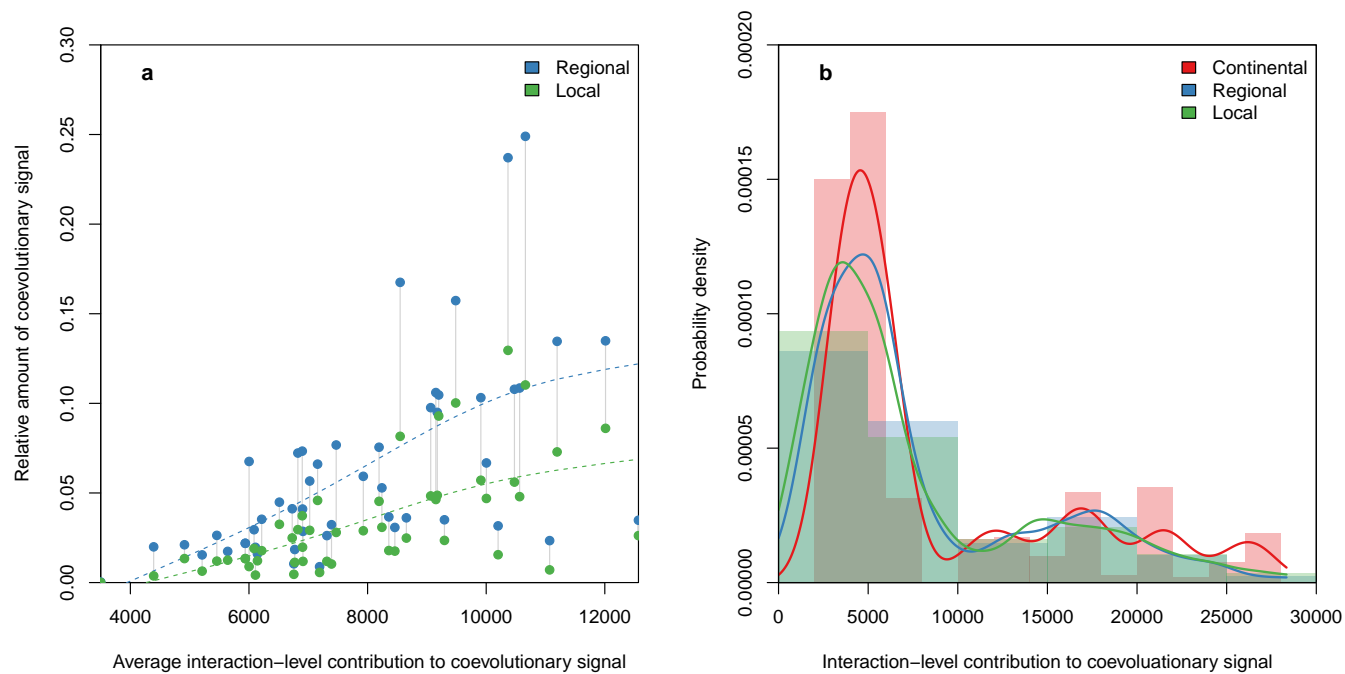 a
Regional
Local
0.30
0.25
0.20
0.15
0.10
0.05
0.00
Relative amount of coevolutionary signal
4000 6000 8000 10000 12000
Average interaction−level contribution to coevolutionary signal
b
Continental
Regional
Local
0.00020
0.00015
0.00010
0.00005
0.00000
Probability density
0 5000 10000 15000 20000 25000 30000
Interaction−level contribution to coevoluationary signal